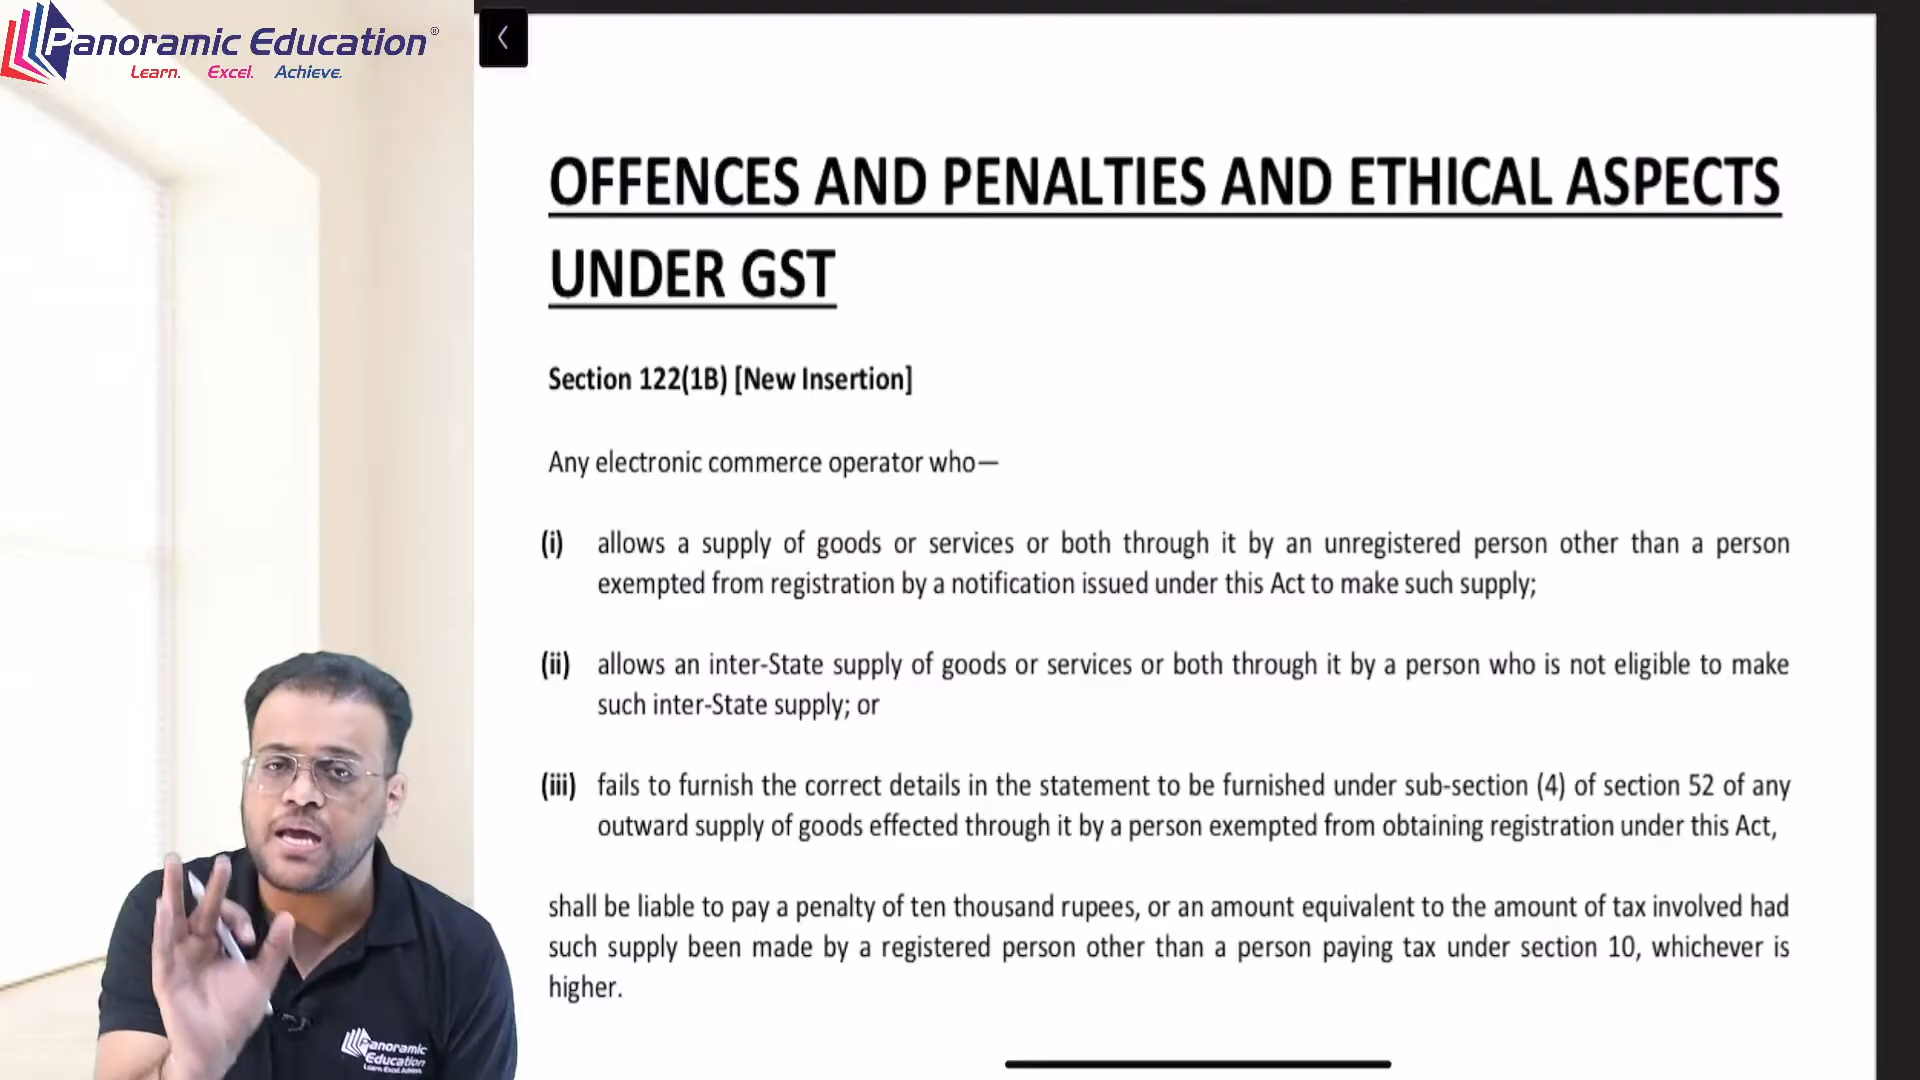 Panoramic Education®
Learn. Excel. Achieve.
OFFENCES AND PENALTIES AND ETHICAL ASPECTS
UNDER GST
Section 122(1B) [New Insertion]
Any electronic commerce operator who—
(i) allows a supply of goods or services or both through it by an unregistered person other than a person
exempted from registration by a notification issued under this Act to make such supply;
(ii) allows an inter-State supply of goods or services or both through it by a person who is not eligible to make
such inter-State supply; or
(iii) fails to furnish the correct details in the statement to be furnished under sub-section (4) of section 52 of any
outward supply of goods effected through it by a person exempted from obtaining registration under this Act,
shall be liable to pay a penalty of ten thousand rupees, or an amount equivalent to the amount of tax involved had
such supply been made by a registered person other than a person paying tax under section 10, whichever is
higher.
Panoramic
Education
Learn. Excel. Achieve.